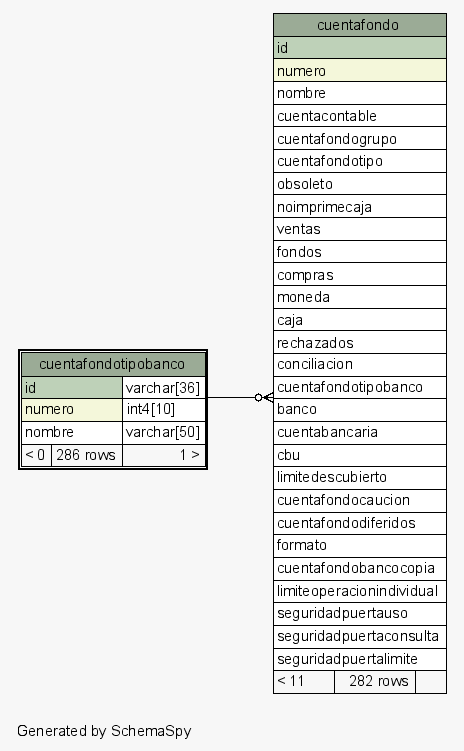 cuentafondo
id
numero
nombre
cuentacontable
cuentafondogrupo
cuentafondotipo
obsoleto
noimprimecaja
ventas
fondos
compras
moneda
caja
rechazados
conciliacion
cuentafondotipobanco
banco
cuentabancaria
cbu
limitedescubierto
cuentafondocaucion
cuentafondodiferidos
formato
cuentafondobancocopia
limiteoperacionindividual
seguridadpuertauso
seguridadpuertaconsulta
seguridadpuertalimite
< 11 282 rows
cuentafondotipobanco
id varchar[36]
numero int4[10]
nombre varchar[50]
< 0 286 rows 1 >
Generated by SchemaSpy